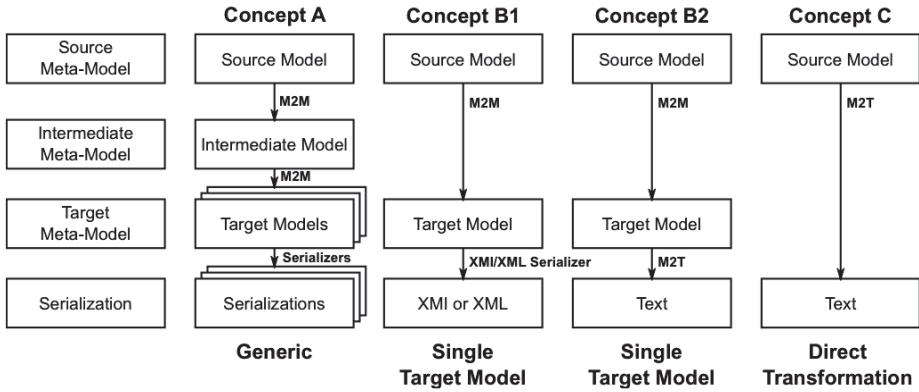 Concept A
Concept B1
Concept B2
Concept C
Source
Meta-Model
Source Model
Source Model
Source Model
Source Model
M2M
M2M
M2M
M2T
Intermediate
Meta-Model
Intermediate Model
M2M
Target
Meta-Model
Target Models
Target Model
Target Model
Serializers
XMI/XML Serializer
M2T
Serialization
Serializations
XMI or XML
Text
Text
Generic
Single
Target Model
Single
Target Model
Direct
Transformation